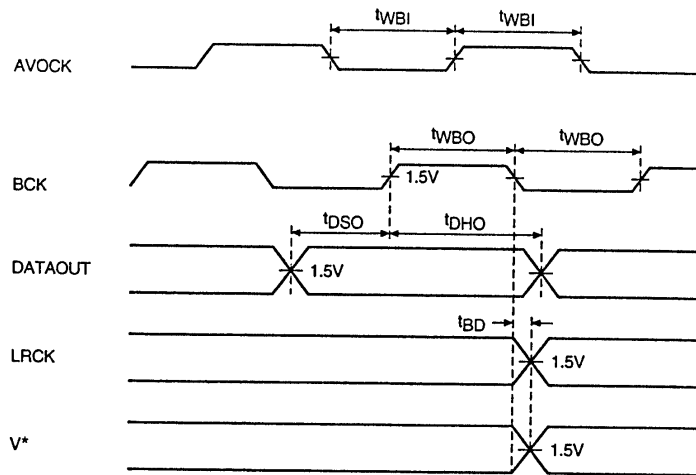 tWBI tWBI
AVOCK
tWBO tWBO
BCK 1.5V
tDSO tDHO
DATAOUT 1.5V
tBD
LRCK 1.5V
V* 1.5V